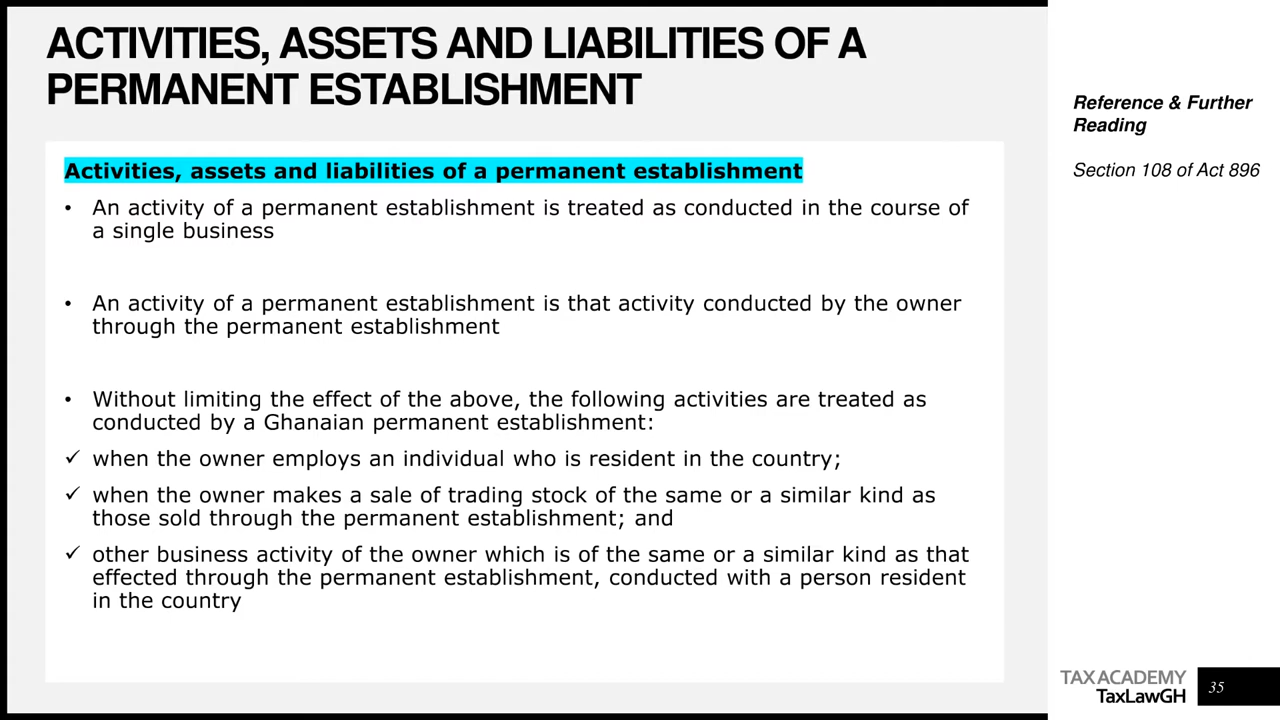 ACTIVITIES, ASSETS AND LIABILITIES OF A
PERMANENT ESTABLISHMENT
Activities, assets and liabilities of a permanent establishment
• An activity of a permanent establishment is treated as conducted in the course of
a single business
• An activity of a permanent establishment is that activity conducted by the owner
through the permanent establishment
• Without limiting the effect of the above, the following activities are treated as
conducted by a Ghanaian permanent establishment:
✓ when the owner employs an individual who is resident in the country;
✓ when the owner makes a sale of trading stock of the same or a similar kind as
those sold through the permanent establishment; and
✓ other business activity of the owner which is of the same or a similar kind as that
effected through the permanent establishment, conducted with a person resident
in the country
Reference & Further
Reading
Section 108 of Act 896
TAX ACADEMY
TaxLawGH
35